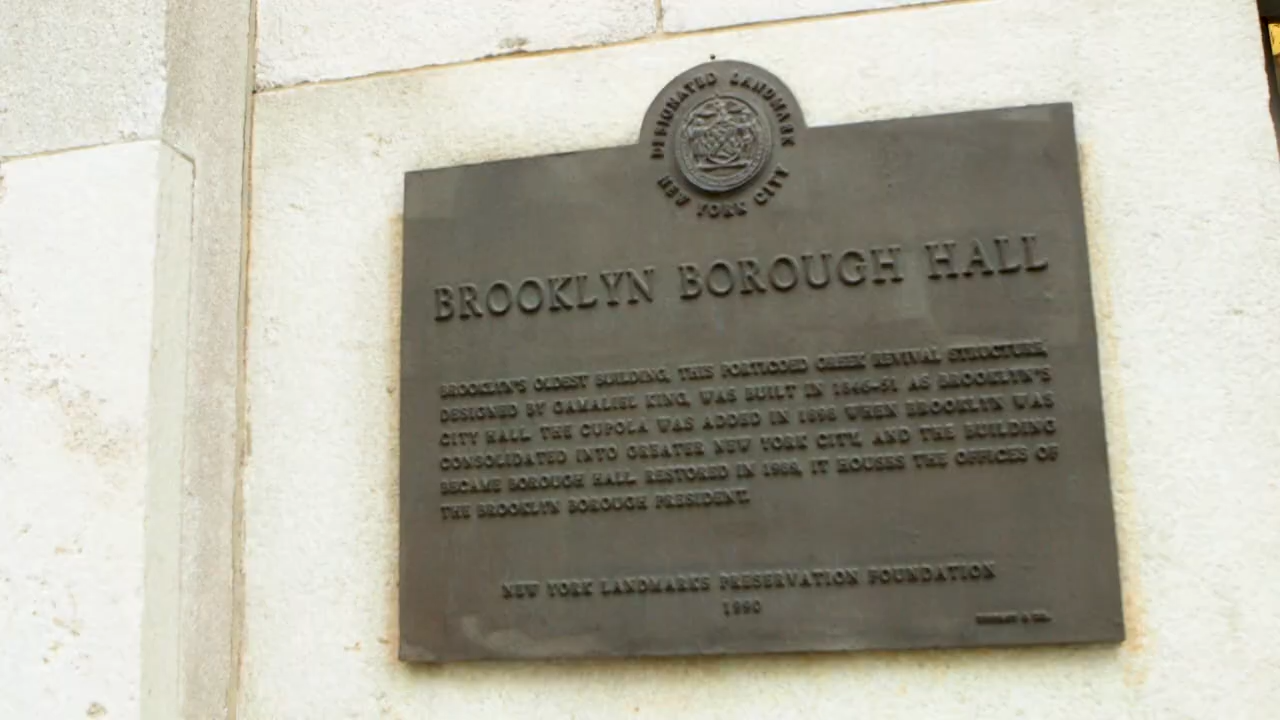 DESIGNATED LANDMARK
NEW YORK CITY
BROOKLYN BOROUGH HALL
BROOKLYN'S OLDEST BUILDING, THIS PORTICOED GREEK REVIVAL STRUCTURE,
DESIGNED BY GAMALIEL KING, WAS BUILT IN 1846-51 AS BROOKLYN'S
CITY HALL. THE CUPOLA WAS ADDED IN 1898 WHEN BROOKLYN WAS
CONSOLIDATED INTO GREATER NEW YORK CITY, AND THE BUILDING
BECAME BOROUGH HALL. RESTORED IN 1988, IT HOUSES THE OFFICES OF
THE BROOKLYN BOROUGH PRESIDENT.
NEW YORK LANDMARKS PRESERVATION FOUNDATION
1990